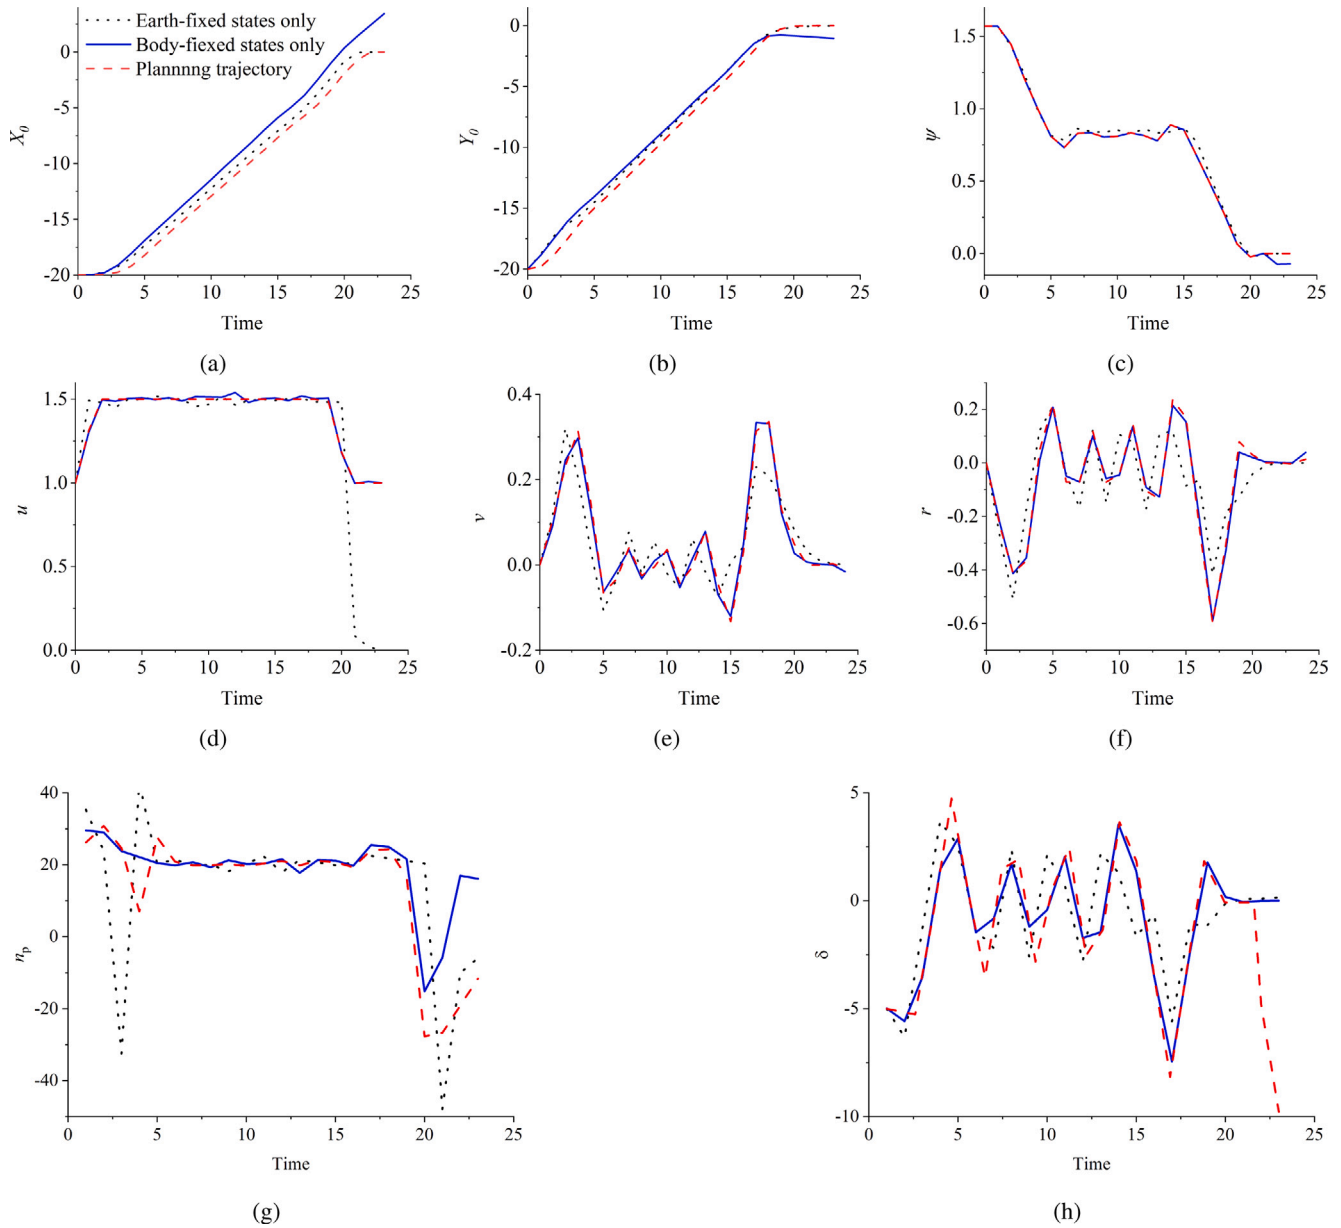 Earth-fixed states only
Body-fiexed states only
Plannnng trajectory
0
-5
-10
-15
-20
X₀
0 5 10 15 20 25
Time
(a)
0
-5
-10
-15
-20
Y₀
0 5 10 15 20 25
Time
(b)
1.5
1.0
0.5
0.0
ψ
0 5 10 15 20 25
Time
(c)
1.5
1.0
0.5
0.0
u
0 5 10 15 20 25
Time
(d)
0.4
0.2
0.0
-0.2
v
0 5 10 15 20 25
Time
(e)
0.2
0.0
-0.2
-0.4
-0.6
r
0 5 10 15 20 25
Time
(f)
40
20
0
-20
-40
nₚ
0 5 10 15 20 25
Time
(g)
5
0
-5
-10
δ
0 5 10 15 20 25
Time
(h)